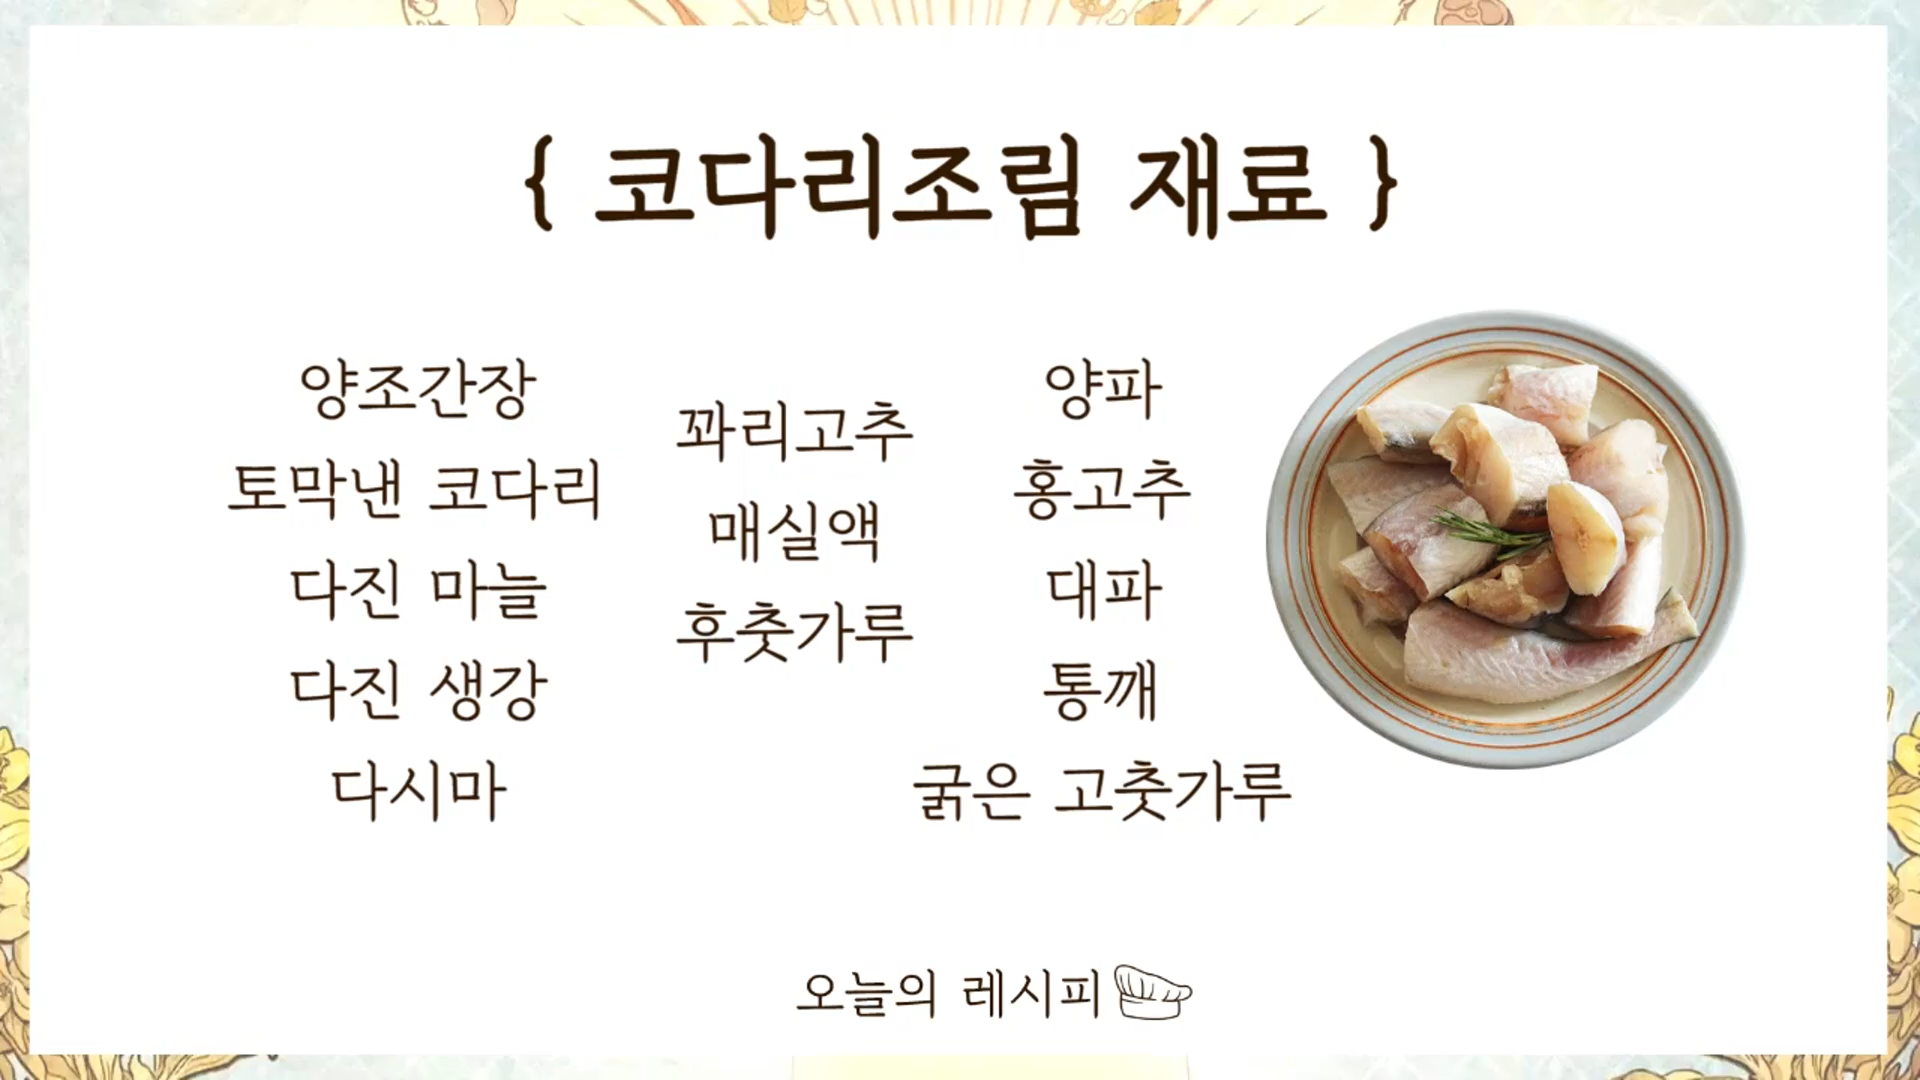 { 코다리조림 재료 }
양조간장
토막낸 코다리
다진 마늘
다진 생강
다시마
꽈리고추
매실액
후춧가루
양파
홍고추
대파
통깨
굵은 고춧가루
오늘의 레시피